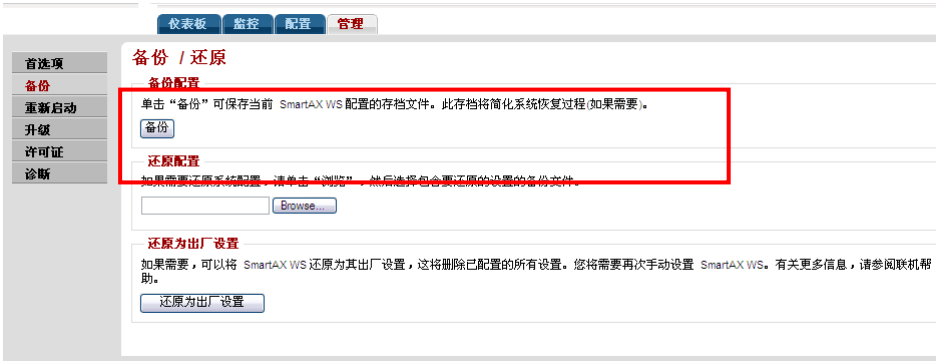 仪表板 监控 配置 管理
首选项
备份
重新启动
升级
许可证
诊断
备份 / 还原
备份配置
单击“备份”可保存当前 SmartAX WS 配置的存档文件。此存档将简化系统恢复过程(如果需要)。
备份
还原配置
如果需要还原系统配置，请单击“浏览”，然后选择包含要还原的设置的备份文件。
Browse...
还原为出厂设置
如果需要，可以将 SmartAX WS 还原为其出厂设置，这将删除已配置的所有设置。您将需要再次手动设置 SmartAX WS。有关更多信息，请参阅联机帮
助。
还原为出厂设置